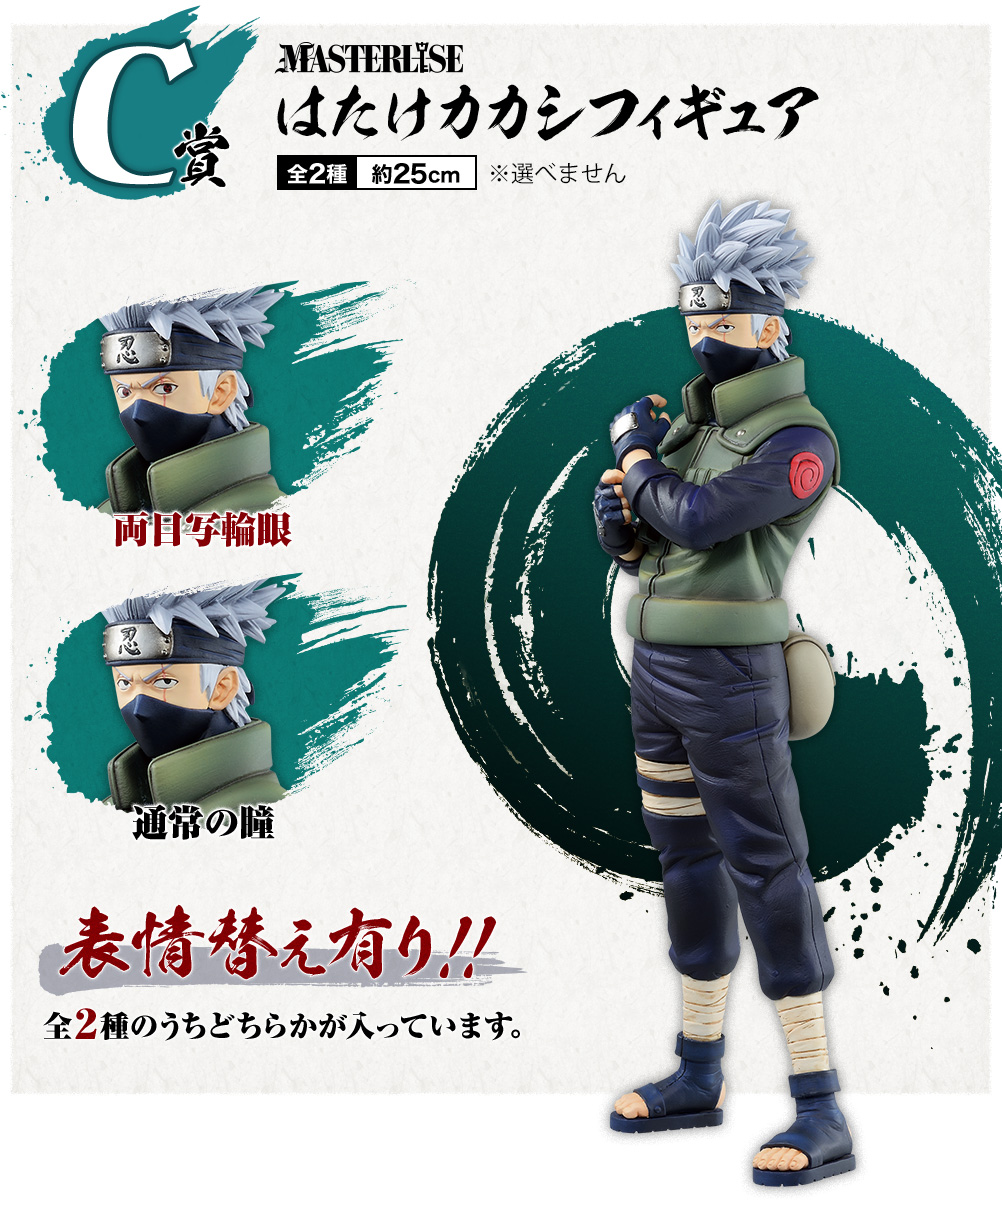 C賞
MASTERLISE
はたけカカシフィギュア
全2種 約25cm ※選べません
忍
忍
両目写輪眼
忍
通常の瞳
表情替え有り!!
全2種のうちどちらかが入っています。